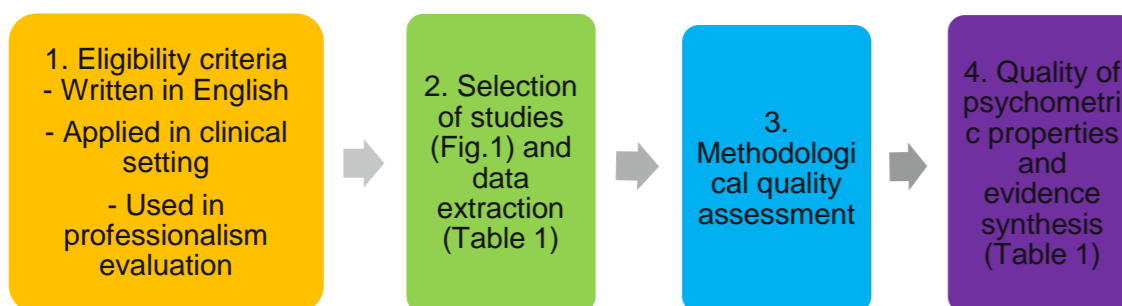 1. Eligibility criteria
- Written in English
- Applied in clinical
setting
- Used in
professionalism
evaluation
2. Selection
of studies
(Fig.1) and
data
extraction
(Table 1)
3.
Methodologi
cal quality
assessment
4. Quality of
psychometri
c properties
and
evidence
synthesis
(Table 1)